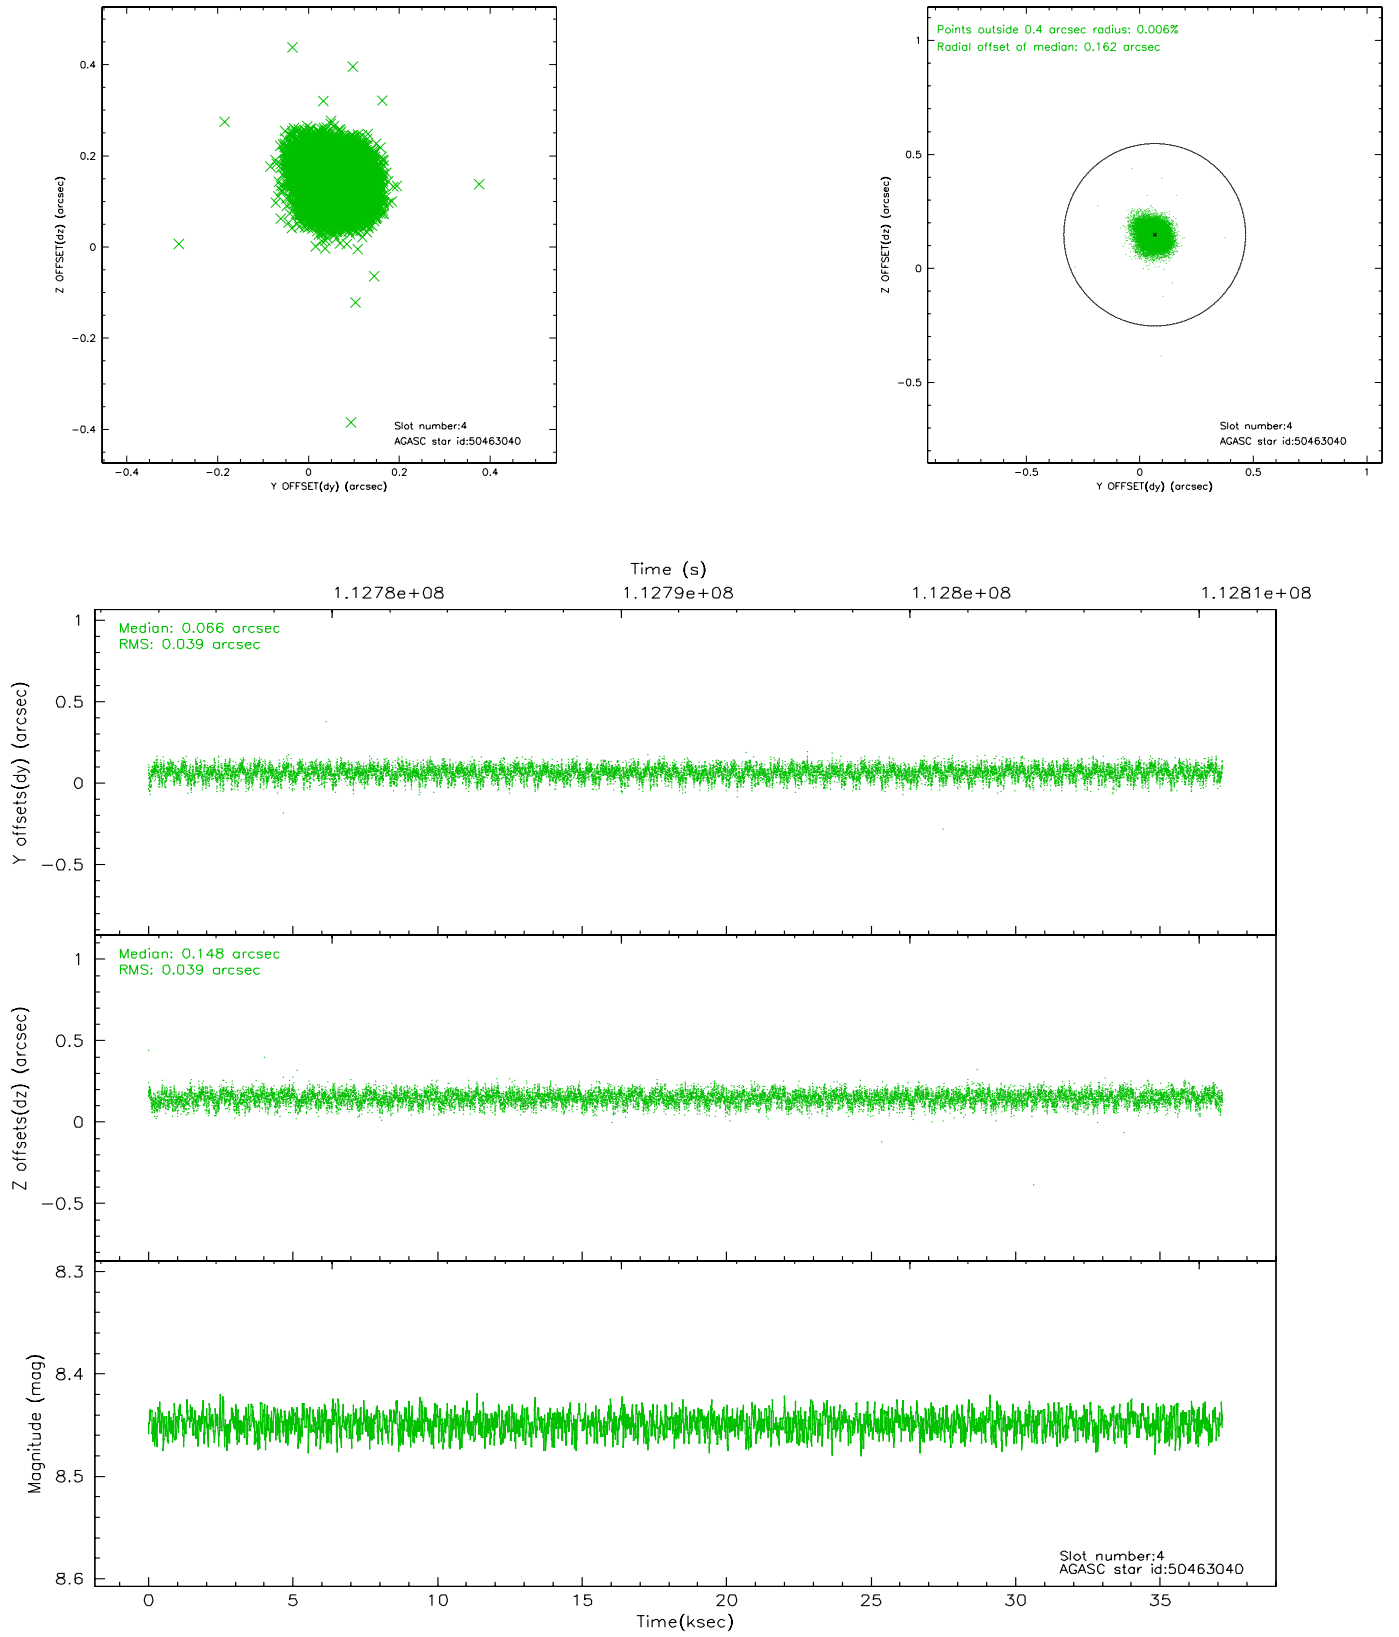 0.4
0.2
0
−0.2
−0.4
Z OFFSET(dz) (arcsec)
Slot number:4
AGASC star id:50463040
−0.4
−0.2
0
0.2
0.4
Y OFFSET(dy) (arcsec)
Points outside 0.4 arcsec radius: 0.006%
Radial offset of median: 0.162 arcsec
1
0.5
0
−0.5
Z OFFSET(dz) (arcsec)
Slot number:4
AGASC star id:50463040
−0.5
0
0.5
1
Y OFFSET(dy) (arcsec)
Time (s)
1.1278e+08
1.1279e+08
1.128e+08
1.1281e+08
Median: 0.066 arcsec
RMS: 0.039 arcsec
1
0.5
0
−0.5
Y offsets(dy) (arcsec)
Median: 0.148 arcsec
RMS: 0.039 arcsec
1
0.5
0
−0.5
Z offsets(dz) (arcsec)
8.3
8.4
8.5
8.6
Magnitude (mag)
Slot number:4
AGASC star id:50463040
0
5
10
15
20
25
30
35
Time(ksec)